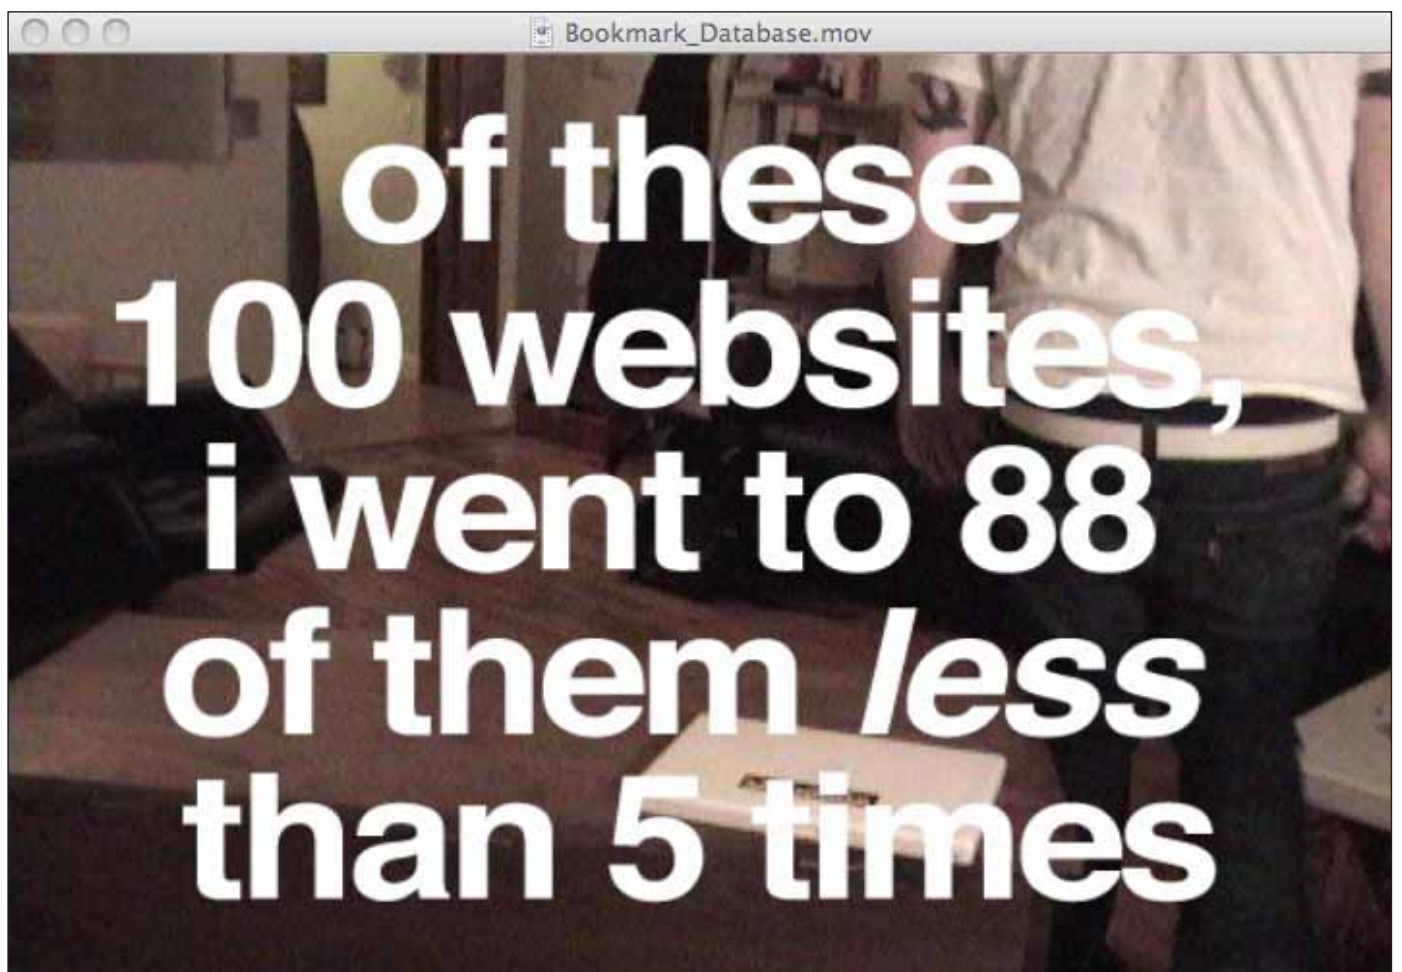 Bookmark_Database.mov
of these
100 websites,
i went to 88
of them less
than 5 times